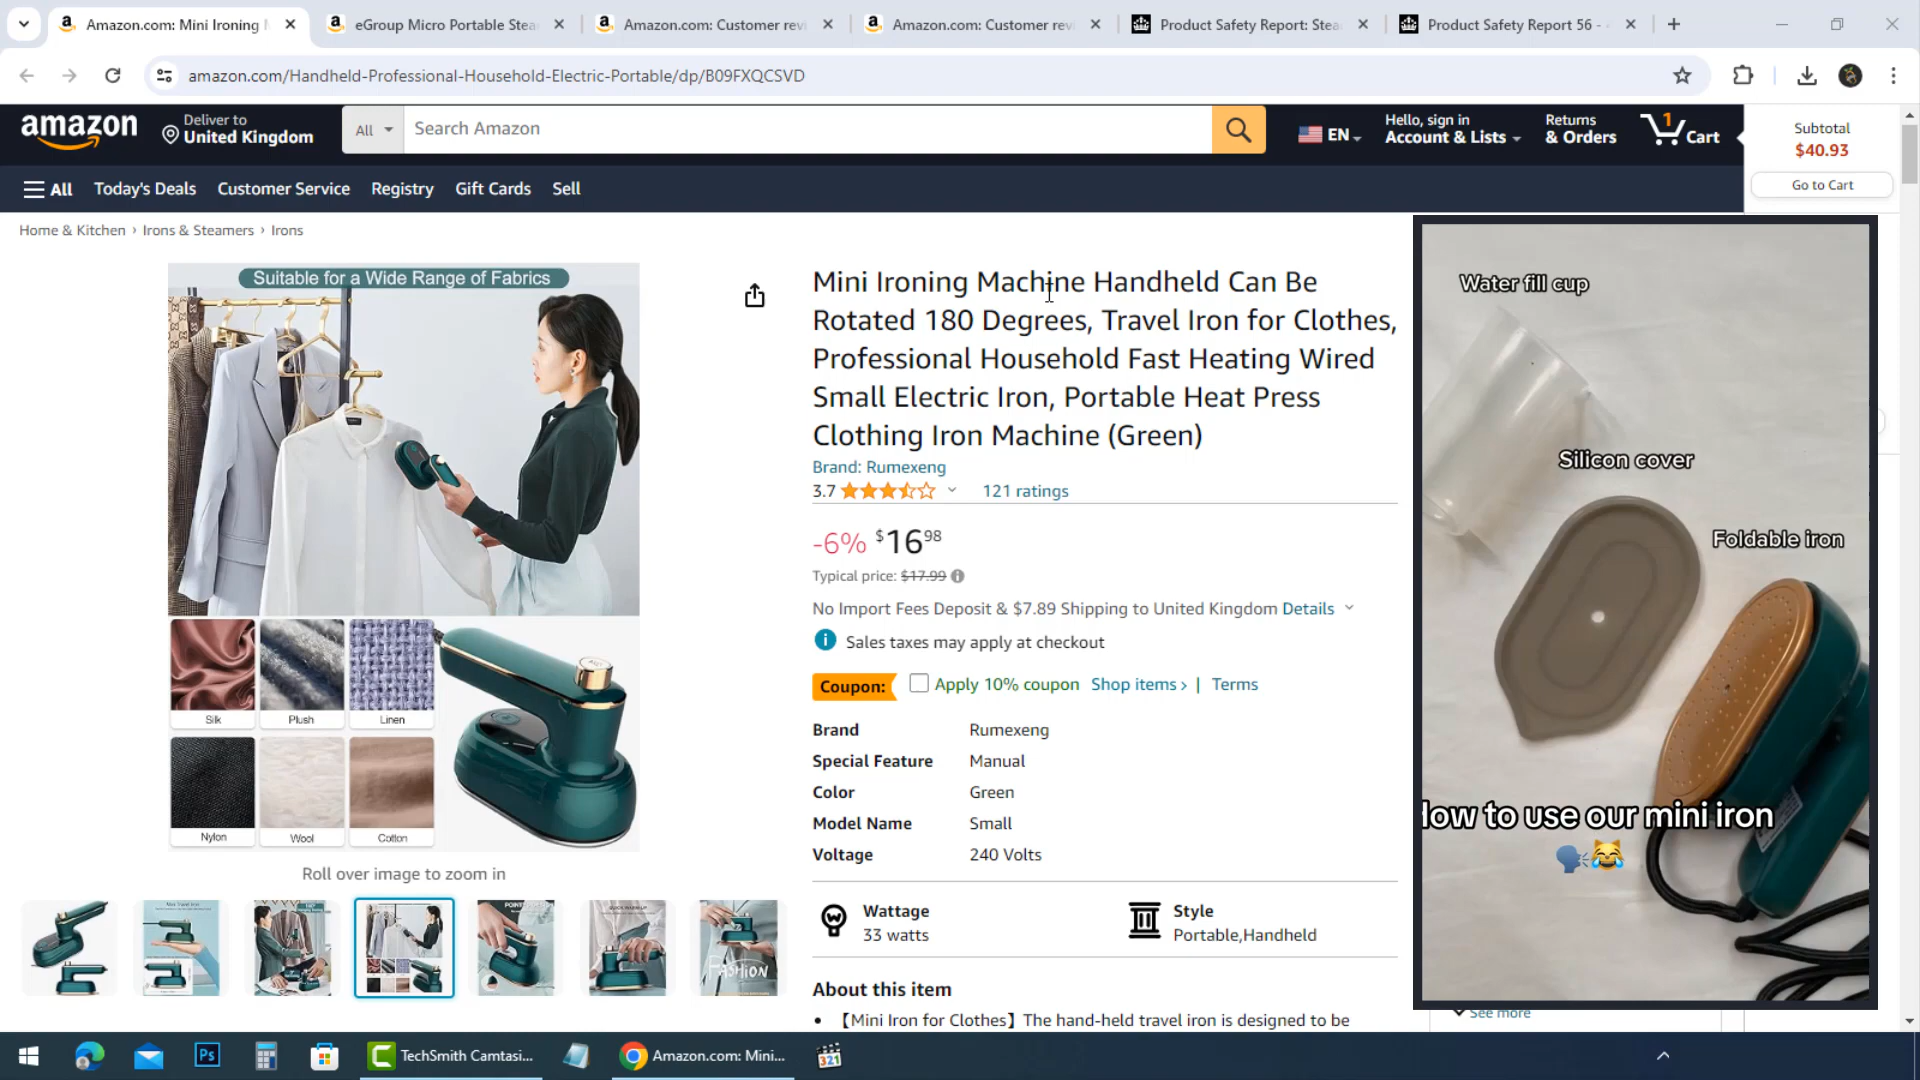 Amazon.com: Mini Ironing
eGroup Micro Portable Stea
Amazon.com: Customer revi
Amazon.com: Customer revi
Product Safety Report: Stea
Product Safety Report 56 -
amazon.com/Handheld-Professional-Household-Electric-Portable/dp/B09FXQCSVD
amazon
Deliver to
United Kingdom
All
Search Amazon
EN
Hello, sign in
Account & Lists
Returns
& Orders
1
Cart
Subtotal
$40.93
Go to Cart
All
Today's Deals
Customer Service
Registry
Gift Cards
Sell
Home & Kitchen › Irons & Steamers › Irons
Suitable for a Wide Range of Fabrics
Silk
Plush
Linen
Nylon
Wool
Cotton
Roll over image to zoom in
FASHION
Mini Ironing Machine Handheld Can Be
Rotated 180 Degrees, Travel Iron for Clothes,
Professional Household Fast Heating Wired
Small Electric Iron, Portable Heat Press
Clothing Iron Machine (Green)
Brand: Rumexeng
3.7
121 ratings
-6% $16 98
Typical price: $17.99
No Import Fees Deposit & $7.89 Shipping to United Kingdom Details
Sales taxes may apply at checkout
Coupon: Apply 10% coupon Shop items › | Terms
Brand Rumexeng
Special Feature Manual
Color Green
Model Name Small
Voltage 240 Volts
Wattage
33 watts
Style
Portable,Handheld
About this item
• 【Mini Iron for Clothes】The hand-held travel iron is designed to be
Water fill cup
Silicon cover
Foldable iron
How to use our mini iron
See more
Ps
TechSmith Camtasi...
Amazon.com: Mini...
321